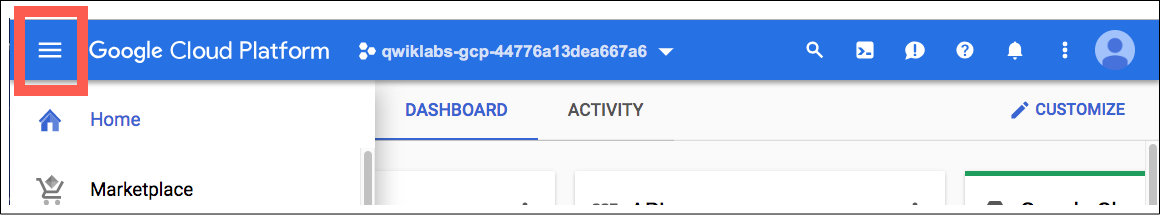 Google Cloud Platform qwiklabs-gcp-44776a13dea667a6
Home
DASHBOARD ACTIVITY CUSTOMIZE
Marketplace